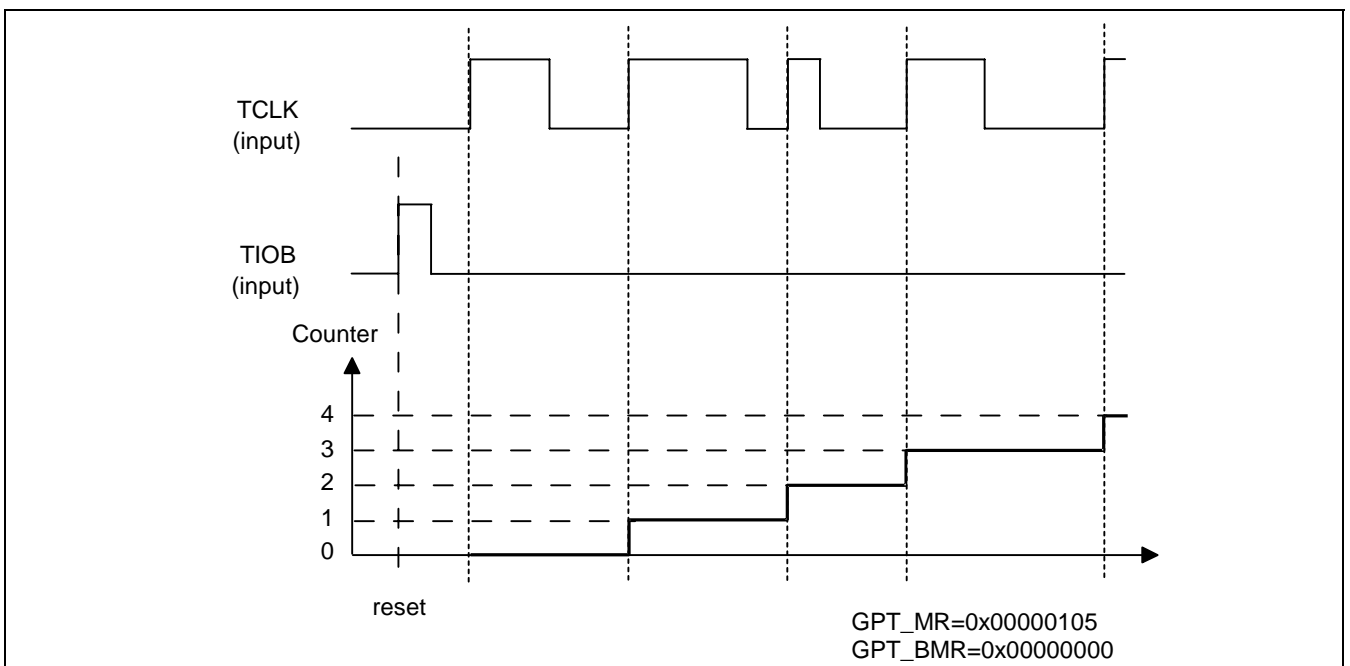 TCLK
(input)
TIOB
(input)
Counter
4
3
2
1
0
reset
GPT_MR=0x00000105
GPT_BMR=0x00000000